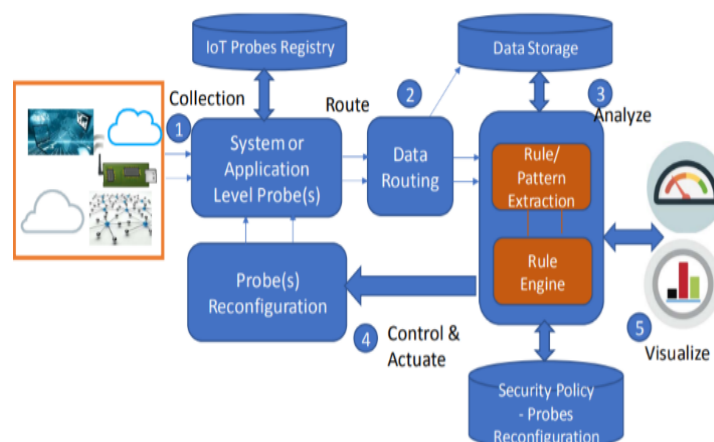 IoT Probes Registry
Data Storage
Collection
Route
2
3
Analyze
1
System or
Application
Level Probe(s)
Data
Routing
Rule/
Pattern
Extraction
Rule
Engine
Probe(s)
Reconfiguration
4
Control &
Actuate
5
Visualize
Security Policy
- Probes
Reconfiguration